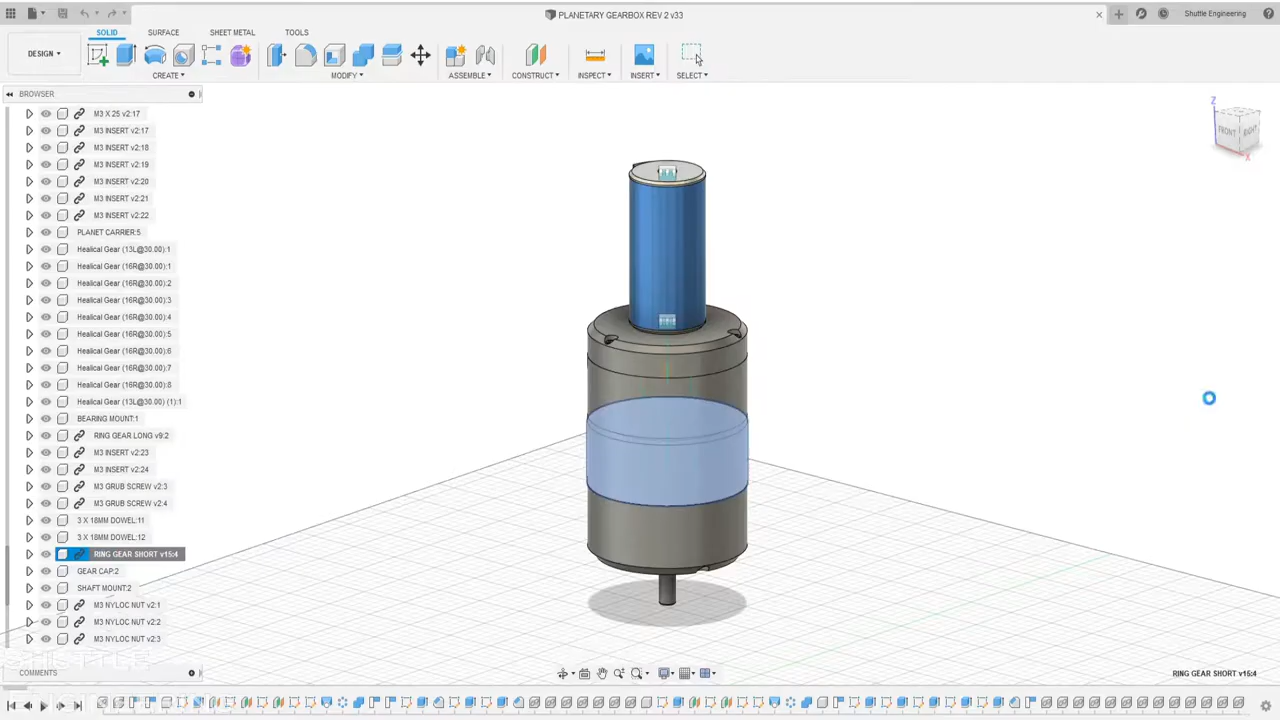 PLANETARY GEARBOX REV 2 v33
Shuttle Engineering
SOLID
SURFACE
SHEET METAL
TOOLS
DESIGN
CREATE
MODIFY
ASSEMBLE
CONSTRUCT
INSPECT
INSERT
SELECT
BROWSER
M3 X 25 v2:17
M3 INSERT v2:17
M3 INSERT v2:18
M3 INSERT v2:19
M3 INSERT v2:20
M3 INSERT v2:21
M3 INSERT v2:22
PLANET CARRIER:5
Healical Gear (13L@30.00):1
Healical Gear (16R@30.00):1
Healical Gear (16R@30.00):2
Healical Gear (16R@30.00):3
Healical Gear (16R@30.00):4
Healical Gear (16R@30.00):5
Healical Gear (16R@30.00):6
Healical Gear (16R@30.00):7
Healical Gear (16R@30.00):8
Healical Gear (13L@30.00) (1):1
BEARING MOUNT:1
RING GEAR LONG v9:2
M3 INSERT v2:23
M3 INSERT v2:24
M3 GRUB SCREW v2:3
M3 GRUB SCREW v2:4
3 X 18MM DOWEL:11
3 X 18MM DOWEL:12
RING GEAR SHORT v15:4
GEAR CAP:2
SHAFT MOUNT:2
M3 NYLOC NUT v2:1
M3 NYLOC NUT v2:2
M3 NYLOC NUT v2:3
COMMENTS
RING GEAR SHORT v15:4
Z
FRONT
RIGHT
X